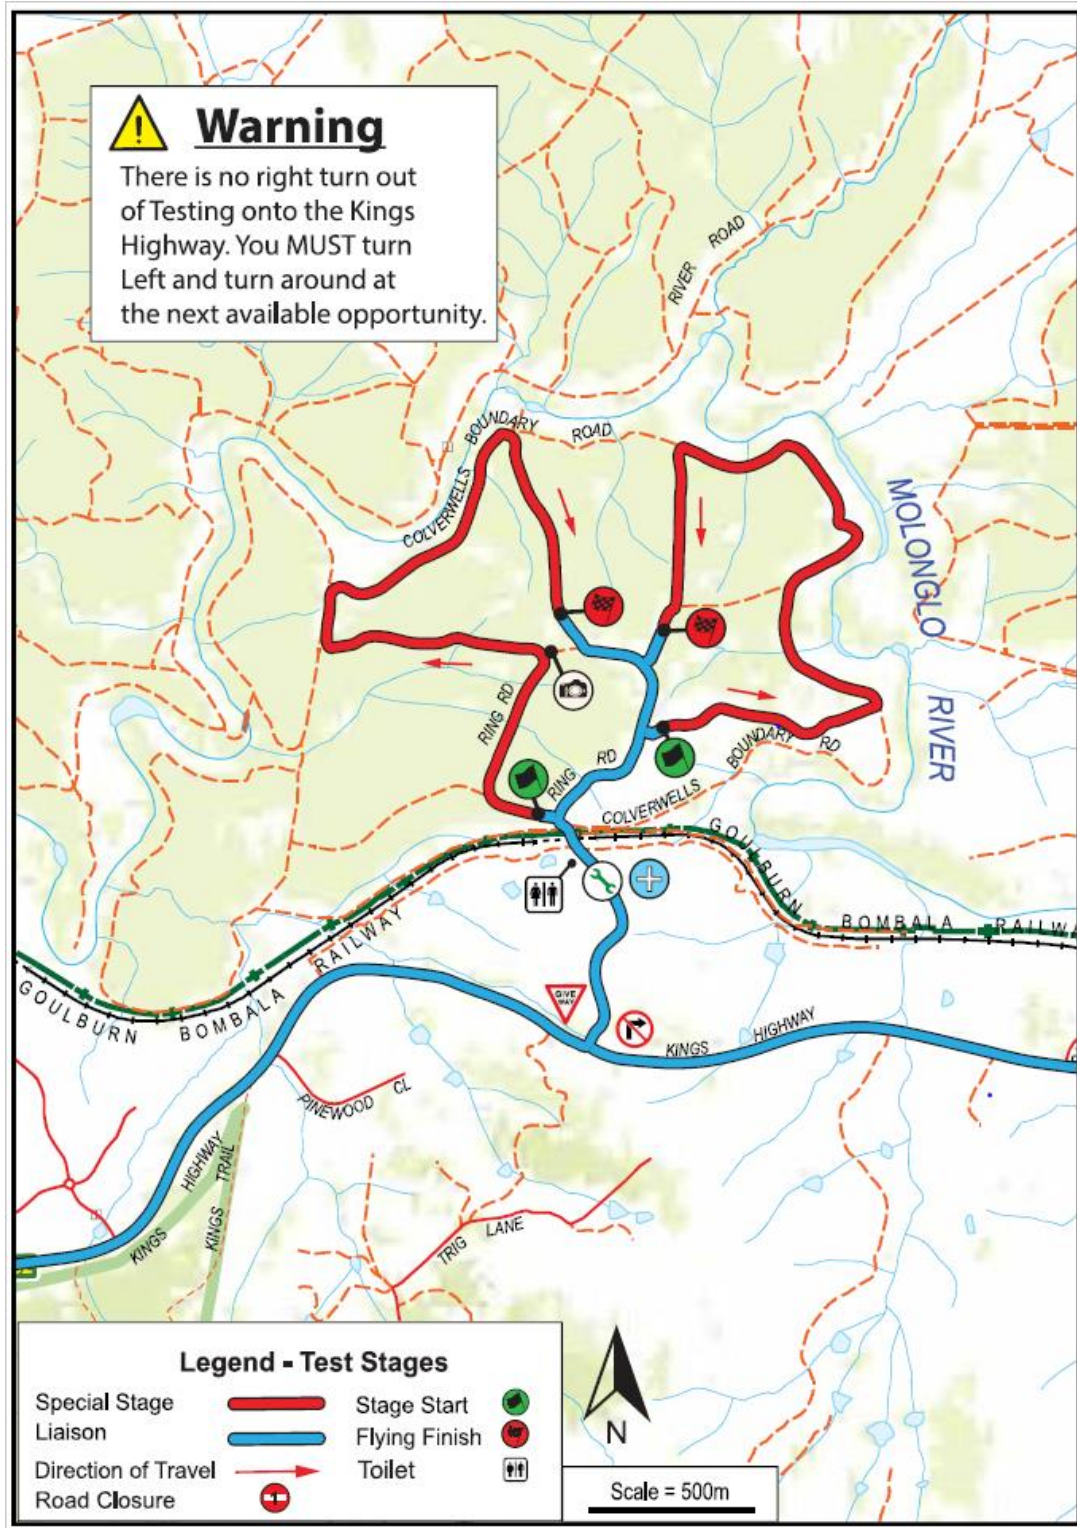 Warning
There is no right turn out
of Testing onto the Kings
Highway. You MUST turn
Left and turn around at
the next available opportunity.
RIVER ROAD
COLVERWELLS BOUNDARY ROAD
MOLONGLO RIVER
RING RD
RING RD
COLVERWELLS BOUNDARY RD
GOULBURN BOMBALA RAILWA
GOULBURN BOMBALA RAILWAY
GIVE
WAY
KINGS HIGHWAY
PINEWOOD CL
KINGS HIGHWAY
KINGS TRAIL
TRIG LANE
Legend - Test Stages
Special Stage
Stage Start
Liaison
Flying Finish
Direction of Travel
Toilet
Road Closure
1
N
Scale = 500m